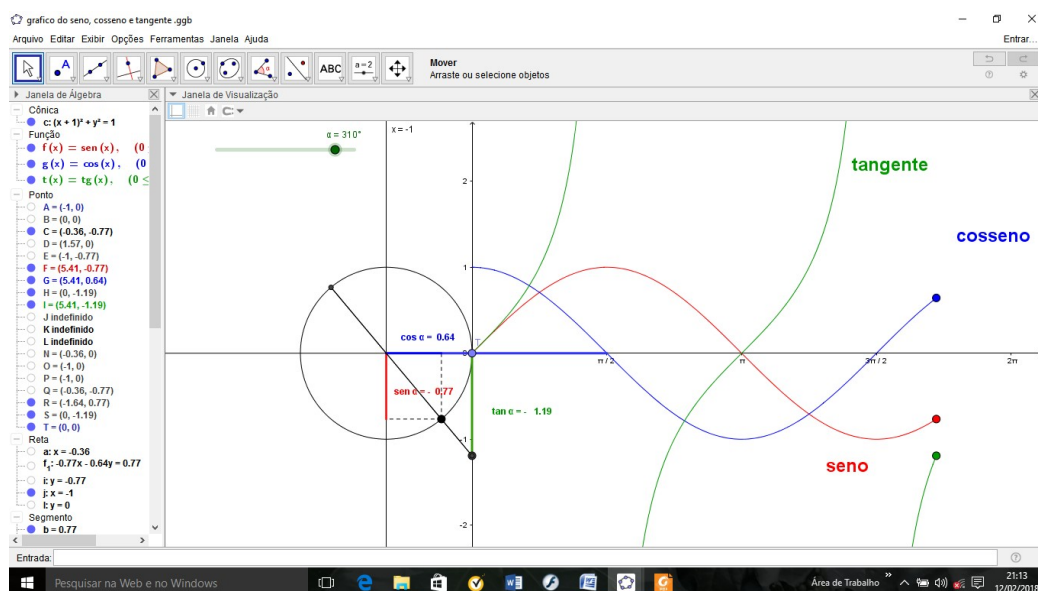 grafico do seno, cosseno e tangente .ggb
Arquivo Editar Exibir Opções Ferramentas Janela Ajuda
Entrar...
ABC
a=2
Mover
Arraste ou selecione objetos
Janela de Álgebra
Janela de Visualização
Cônica
c: (x + 1)² + y² = 1
Função
f(x) = sen(x), (0
g(x) = cos(x), (0
t(x) = tg(x), (0 ≤
Ponto
A = (-1, 0)
B = (0, 0)
C = (-0.36, -0.77)
D = (1.57, 0)
E = (-1, -0.77)
F = (5.41, -0.77)
G = (5.41, 0.64)
H = (0, -1.19)
I = (5.41, -1.19)
J indefinido
K indefinido
L indefinido
N = (-0.36, 0)
O = (-1, 0)
P = (-1, 0)
Q = (-0.36, -0.77)
R = (-1.64, 0.77)
S = (0, -1.19)
T = (0, 0)
Reta
a: x = -0.36
f₁: -0.77x - 0.64y = 0.77
i: y = -0.77
j: x = -1
l: y = 0
Segmento
b = 0.77
α = 310°
x = -1
tangente
cosseno
seno
cos α = 0.64
sen α = - 0.77
tan α = - 1.19
2
1
0
-1
-2
π / 2
π
3π / 2
2π
T
Entrada:
Pesquisar na Web e no Windows
Área de Trabalho
21:13
12/02/2018